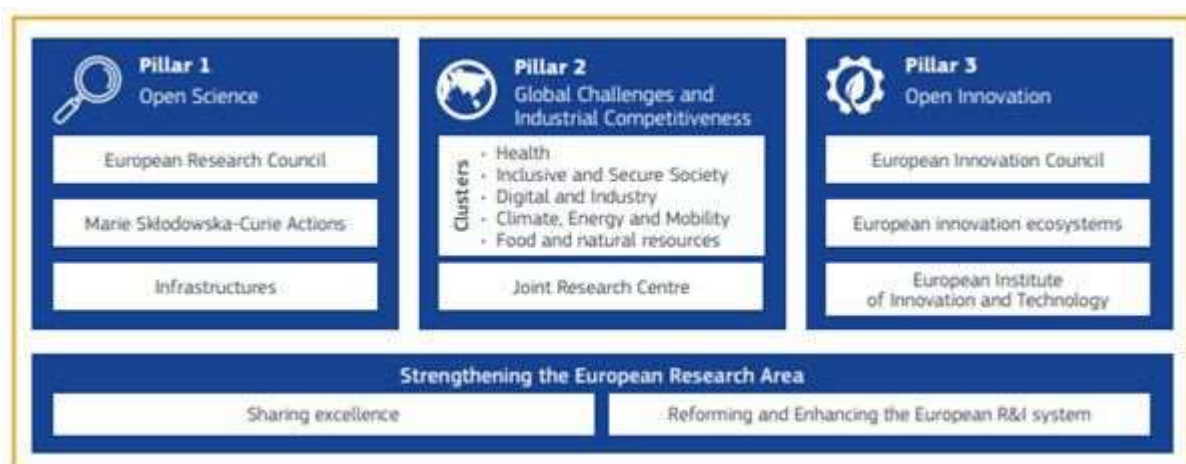 Pillar 1
Open Science
European Research Council
Marie Skłodowska-Curie Actions
Infrastructures
Pillar 2
Global Challenges and
Industrial Competitiveness
Clusters
• Health
• Inclusive and Secure Society
• Digital and Industry
• Climate, Energy and Mobility
• Food and natural resources
Joint Research Centre
Pillar 3
Open Innovation
European Innovation Council
European innovation ecosystems
European Institute
of Innovation and Technology
Strengthening the European Research Area
Sharing excellence
Reforming and Enhancing the European R&I system